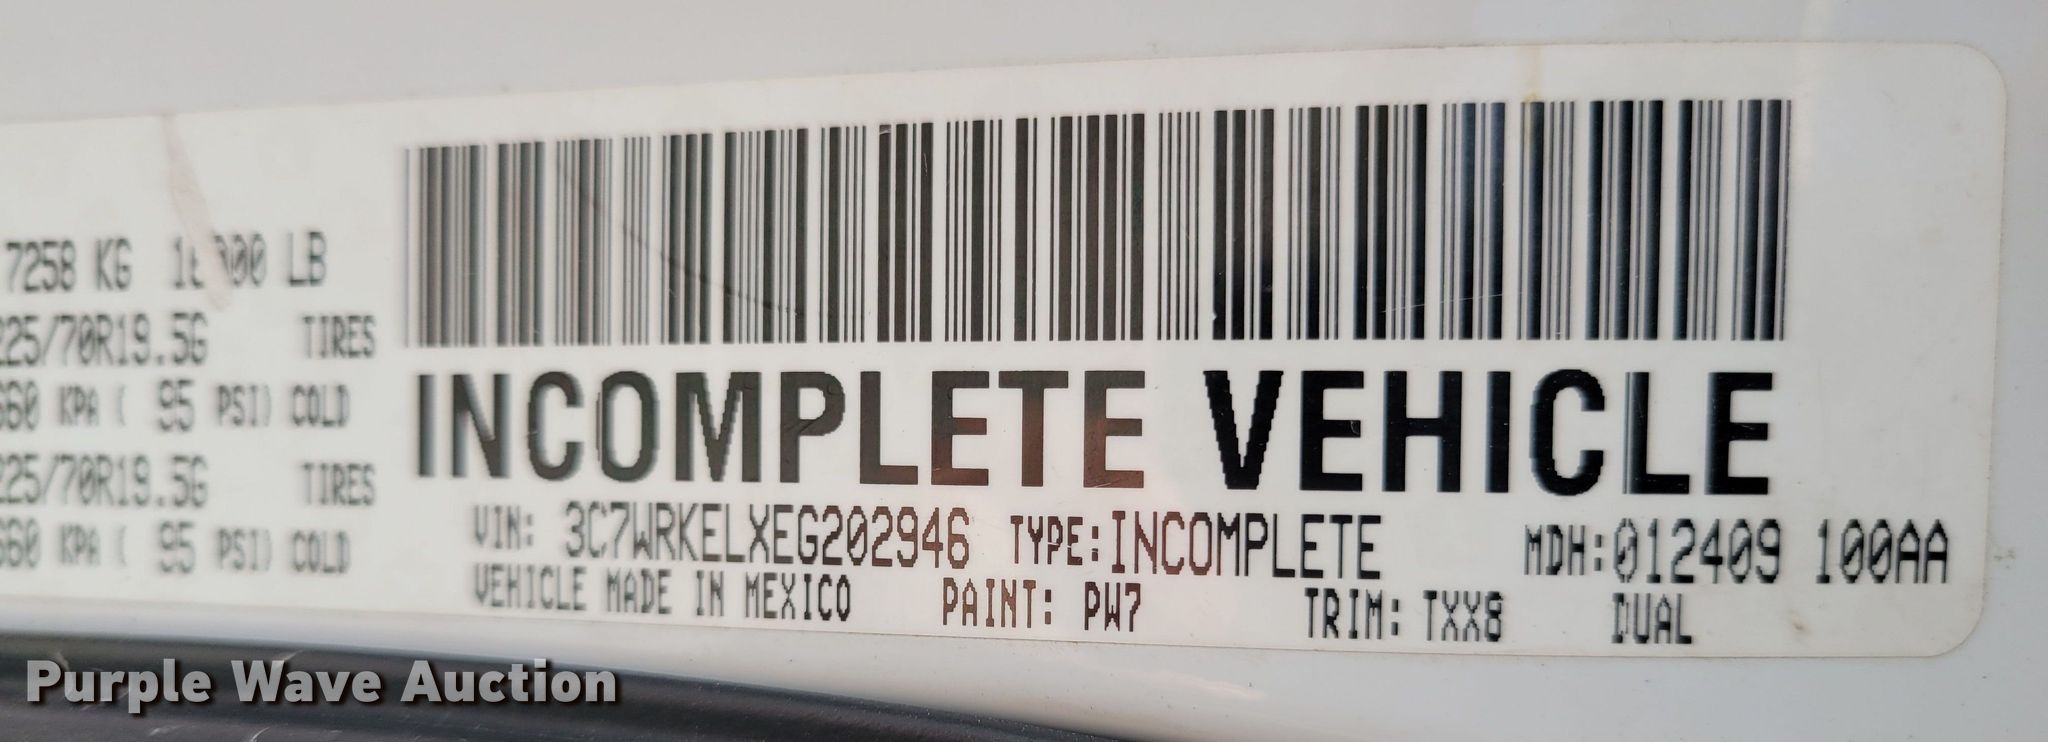 7258 KG LB
225/70R19.5G TIRES
660 KPA ( 95 PSI) COLD
225/70R19.5G TIRES
660 KPA ( 95 PSI) COLD
INCOMPLETE VEHICLE
VIN: 3C7WRKELXEG202946 TYPE:INCOMPLETE MDH:012409 100AA
VEHICLE MADE IN MEXICO PAINT: PW7 TRIM: TXX8 DUAL
Purple Wave Auction